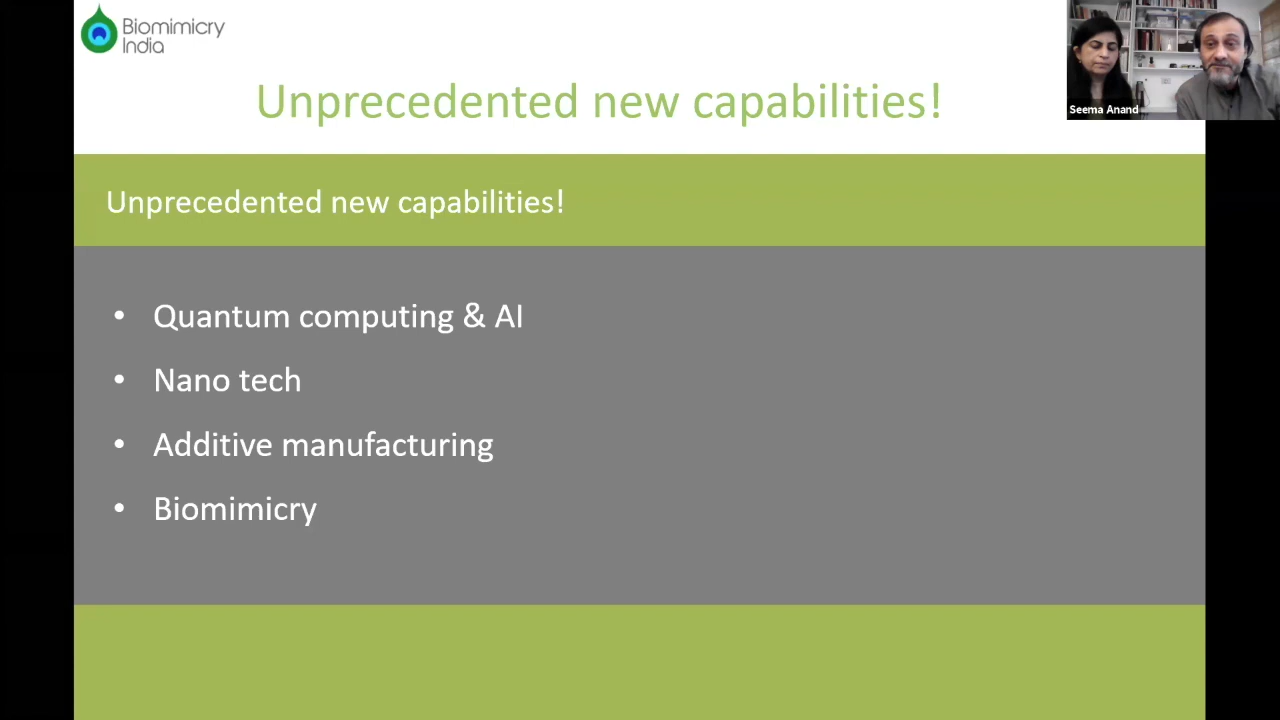 Biomimicry
India
Unprecedented new capabilities!
Seema Anand
Unprecedented new capabilities!
• Quantum computing & AI
• Nano tech
• Additive manufacturing
• Biomimicry